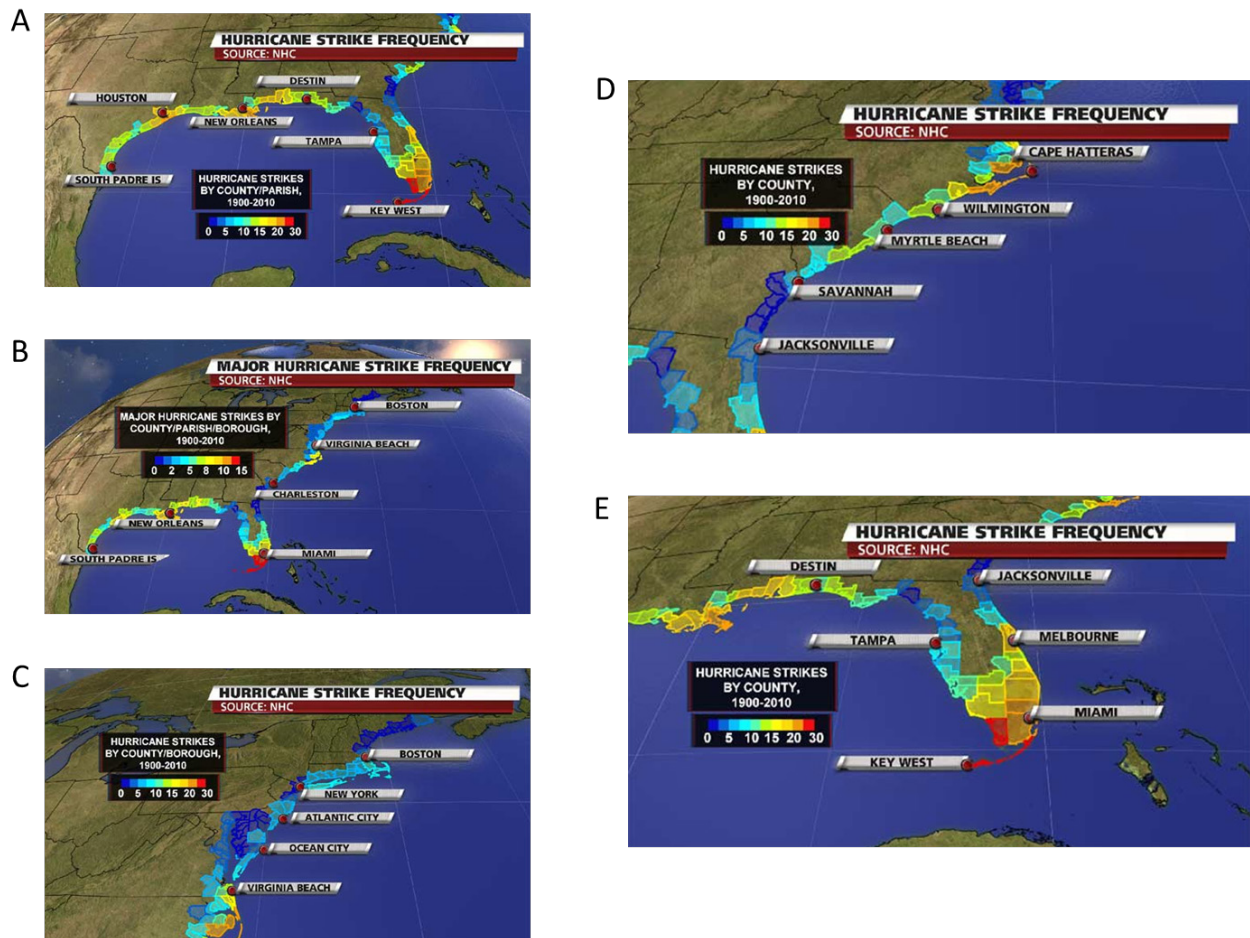 A
HURRICANE STRIKE FREQUENCY
SOURCE: NHC
DESTIN
HOUSTON
NEW ORLEANS
TAMPA
SOUTH PADRE IS
HURRICANE STRIKES
BY COUNTY/PARISH,
1900-2010
0 5 10 15 20 30
KEY WEST
B
MAJOR HURRICANE STRIKE FREQUENCY
SOURCE: NHC
BOSTON
MAJOR HURRICANE STRIKES BY
COUNTY/PARISH/BOROUGH,
1900-2010
0 2 5 8 10 15
VIRGINIA BEACH
CHARLESTON
NEW ORLEANS
SOUTH PADRE IS
MIAMI
C
HURRICANE STRIKE FREQUENCY
SOURCE: NHC
HURRICANE STRIKES
BY COUNTY/BOROUGH,
1900-2010
0 5 10 15 20 30
BOSTON
NEW YORK
ATLANTIC CITY
OCEAN CITY
VIRGINIA BEACH
D
HURRICANE STRIKE FREQUENCY
SOURCE: NHC
CAPE HATTERAS
HURRICANE STRIKES
BY COUNTY,
1900-2010
0 5 10 15 20 30
WILMINGTON
MYRTLE BEACH
SAVANNAH
JACKSONVILLE
E
HURRICANE STRIKE FREQUENCY
SOURCE: NHC
DESTIN
JACKSONVILLE
TAMPA
MELBOURNE
HURRICANE STRIKES
BY COUNTY,
1900-2010
0 5 10 15 20 30
MIAMI
KEY WEST